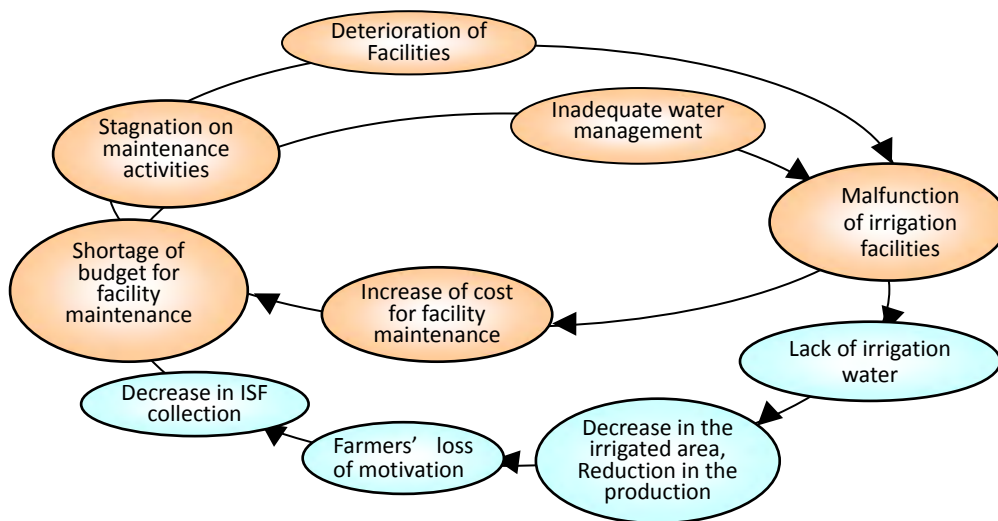 Deterioration of
Facilities
Inadequate water
management
Stagnation on
maintenance
activities
Malfunction
of irrigation
facilities
Shortage of
budget for
facility
maintenance
Increase of cost
for facility
maintenance
Lack of irrigation
water
Decrease in ISF
collection
Farmers’ loss
of motivation
Decrease in the
irrigated area,
Reduction in the
production